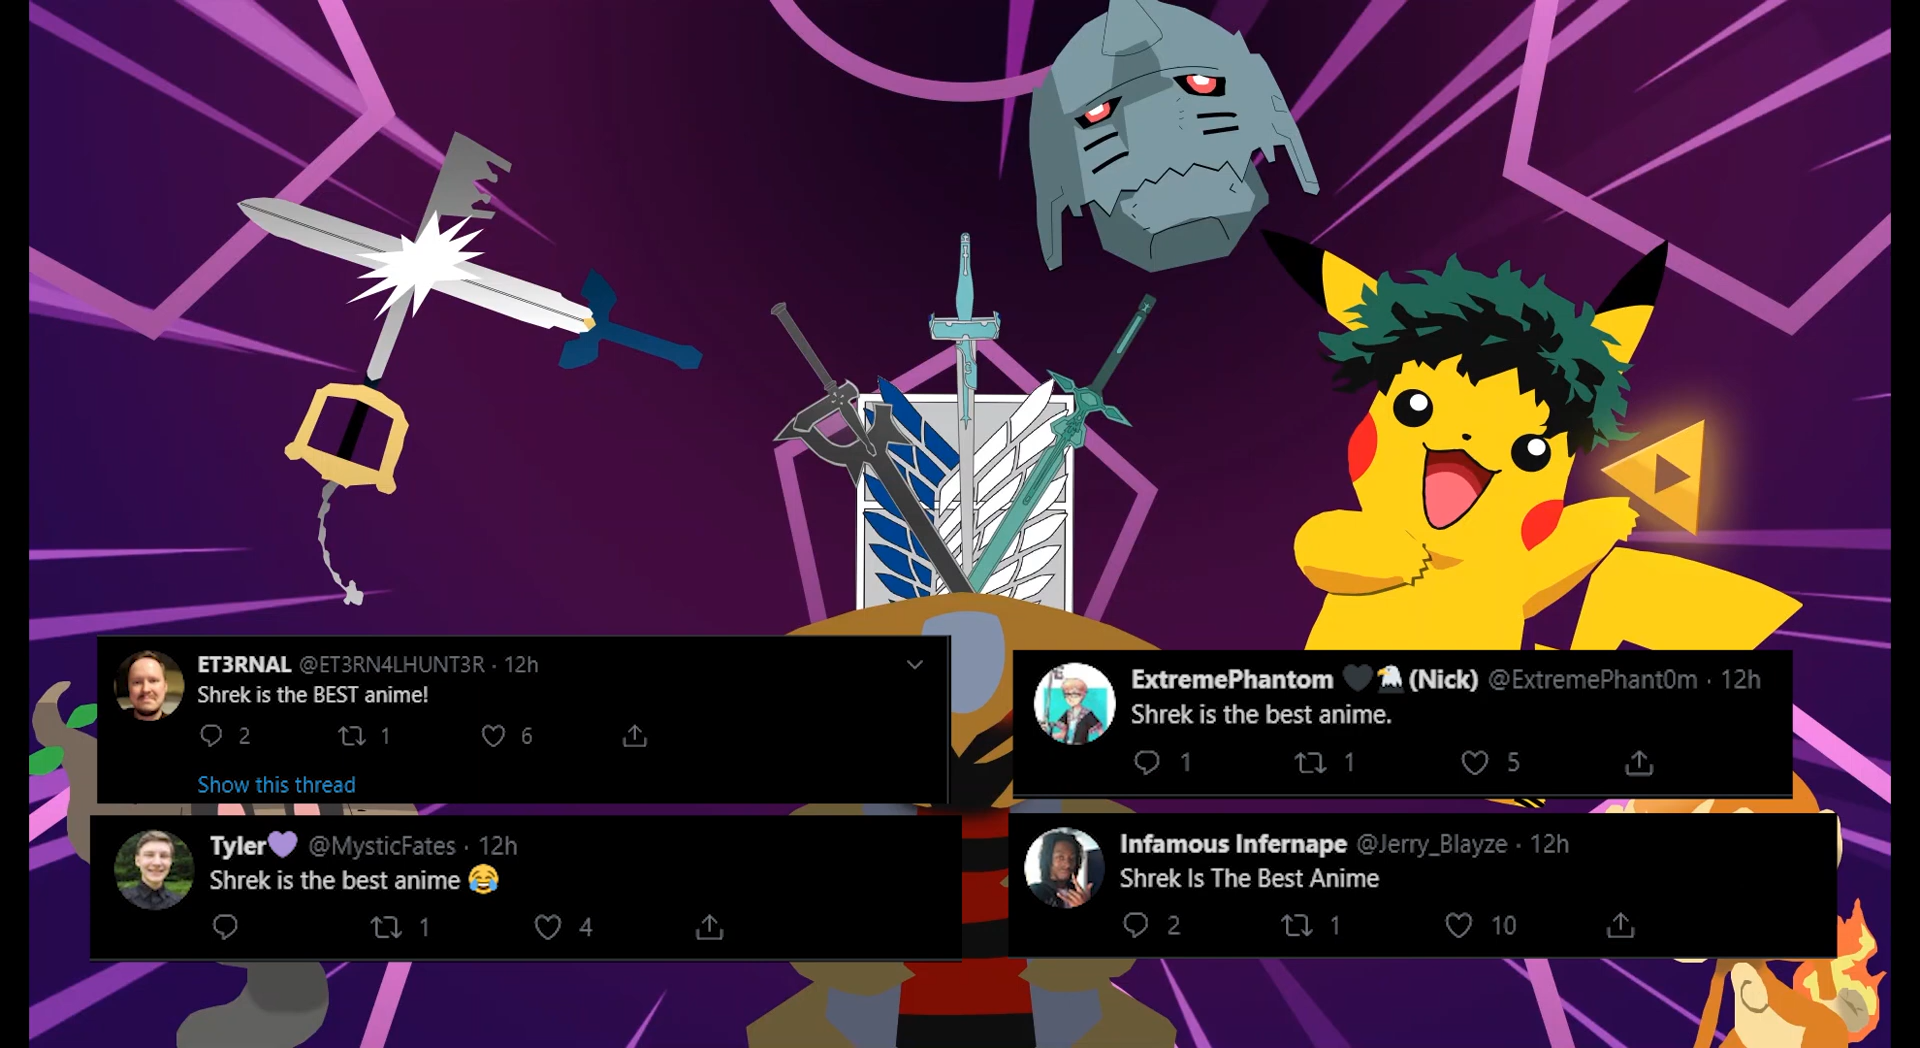 ET3RNAL @ET3RN4LHUNT3R · 12h
Shrek is the BEST anime!
2 1 6
Show this thread
ExtremePhantom 🖤🦅 (Nick) @ExtremePhant0m · 12h
Shrek is the best anime.
1 1 5
Tyler💜 @MysticFates · 12h
Shrek is the best anime 😂
1 4
Infamous Infernape @Jerry_Blayze · 12h
Shrek Is The Best Anime
2 1 10